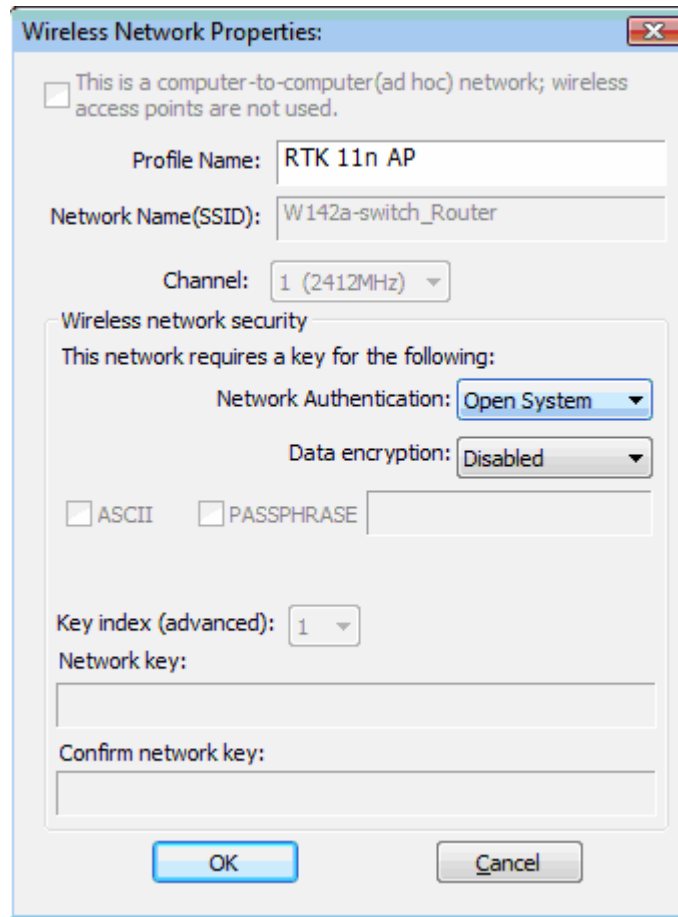 Wireless Network Properties:
This is a computer-to-computer(ad hoc) network; wireless
access points are not used.
Profile Name: RTK 11n AP
Network Name(SSID): W142a-switch_Router
Channel: 1 (2412MHz)
Wireless network security
This network requires a key for the following:
Network Authentication: Open System
Data encryption: Disabled
ASCII PASSPHRASE
Key index (advanced): 1
Network key:
Confirm network key:
OK Cancel